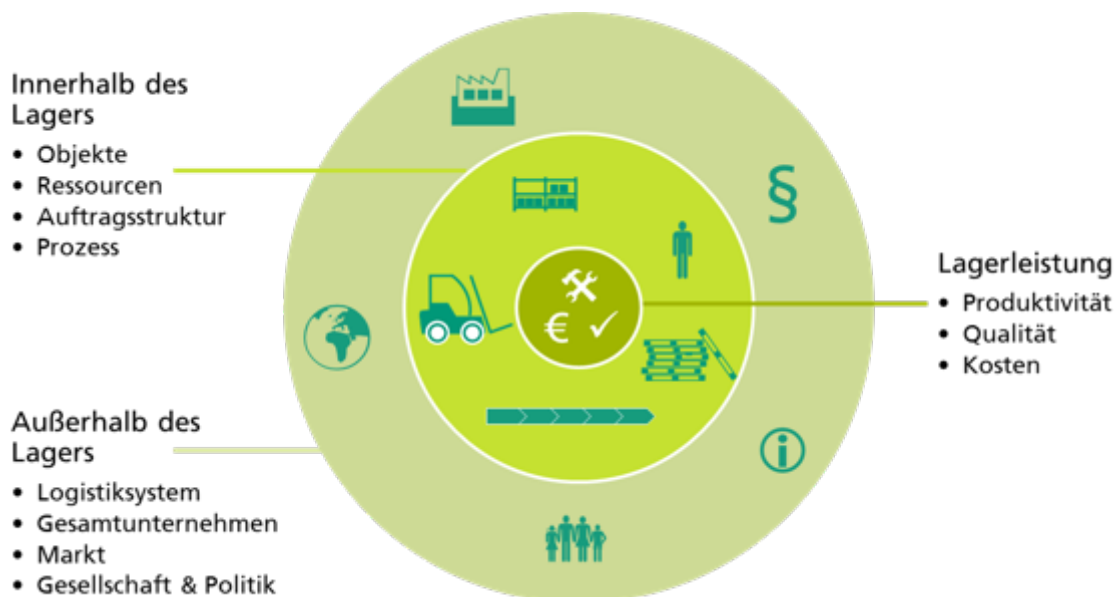 Innerhalb des
Lagers
• Objekte
• Ressourcen
• Auftragsstruktur
• Prozess
§
€
Lagerleistung
• Produktivität
• Qualität
• Kosten
Außerhalb des
Lagers
• Logistiksystem
• Gesamtunternehmen
• Markt
• Gesellschaft & Politik
i